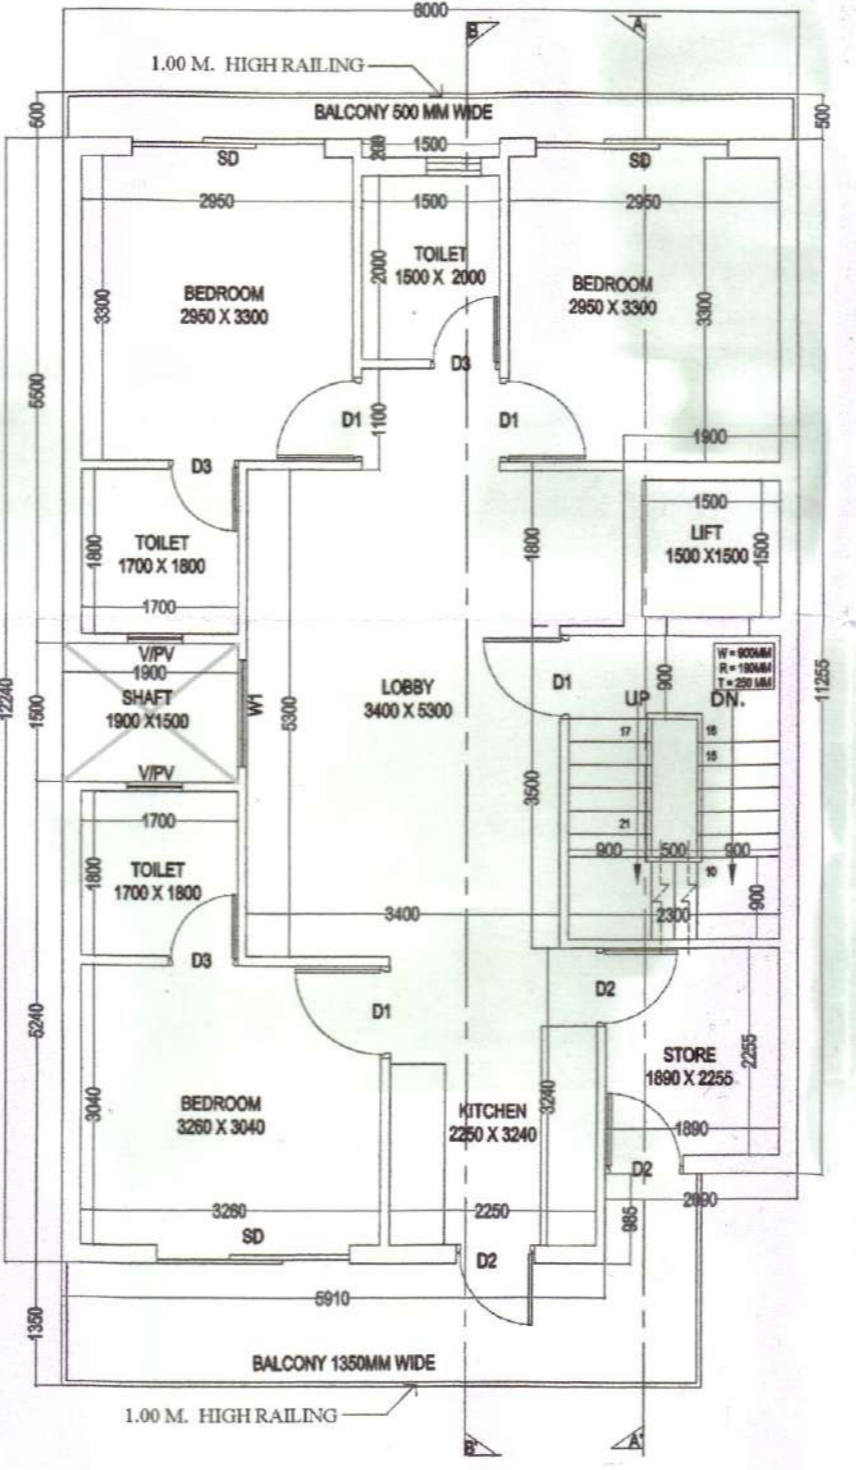 8000
B
A
1.00 M. HIGH RAILING
500
BALCONY 500 MM WIDE
500
SD
200
1500
SD
2950
1500
2950
TOILET
1500 X 2000
2000
BEDROOM
2950 X 3300
3300
BEDROOM
2950 X 3300
3300
D3
5500
D1
1100
D1
1900
D3
1500
LIFT
1500 X1500
1500
1800
TOILET
1700 X 1800
1800
1700
V/PV
1900
SHAFT
1900 X1500
V/PV
W1
12240
1500
5300
LOBBY
3400 X 5300
D1
900
W = 900MM
R = 190MM
T = 250 MM
UP
DN.
11255
17
16
15
3500
21
900
500
900
10
1700
TOILET
1700 X 1800
1800
3400
2300
900
D3
D1
D2
5240
STORE
1890 X 2255
2255
BEDROOM
3260 X 3040
3040
KITCHEN
2250 X 3240
3240
1890
D2
2090
3260
2250
985
SD
D2
5910
1350
BALCONY 1350MM WIDE
1.00 M. HIGH RAILING
B'
A'